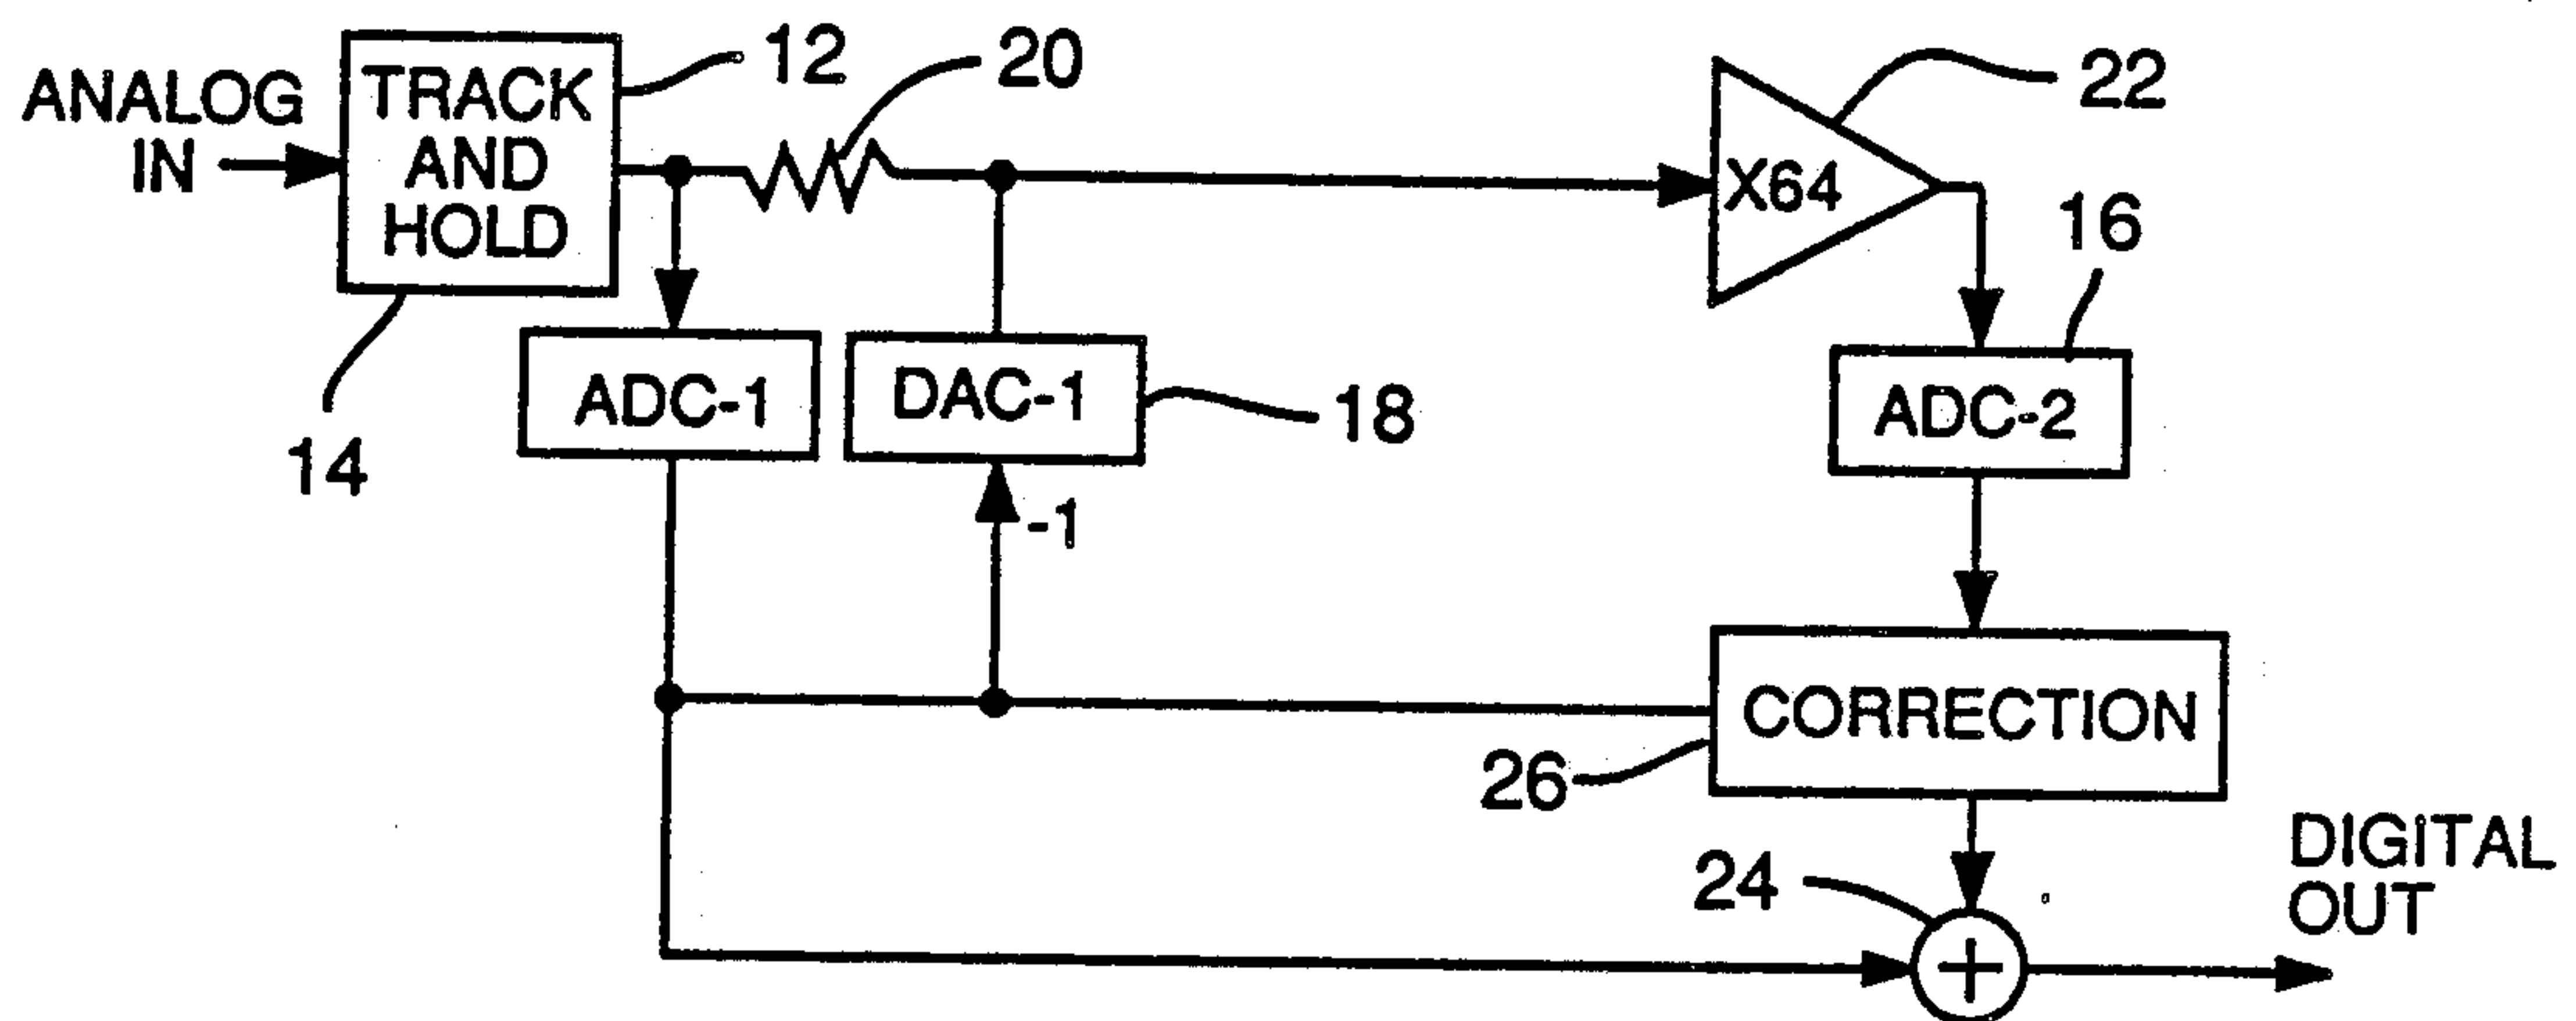 ANALOG
IN
TRACK
AND
HOLD
12
20
X64
22
14
ADC-1
DAC-1
18
16
ADC-2
-1
CORRECTION
26
24
+
DIGITAL
OUT